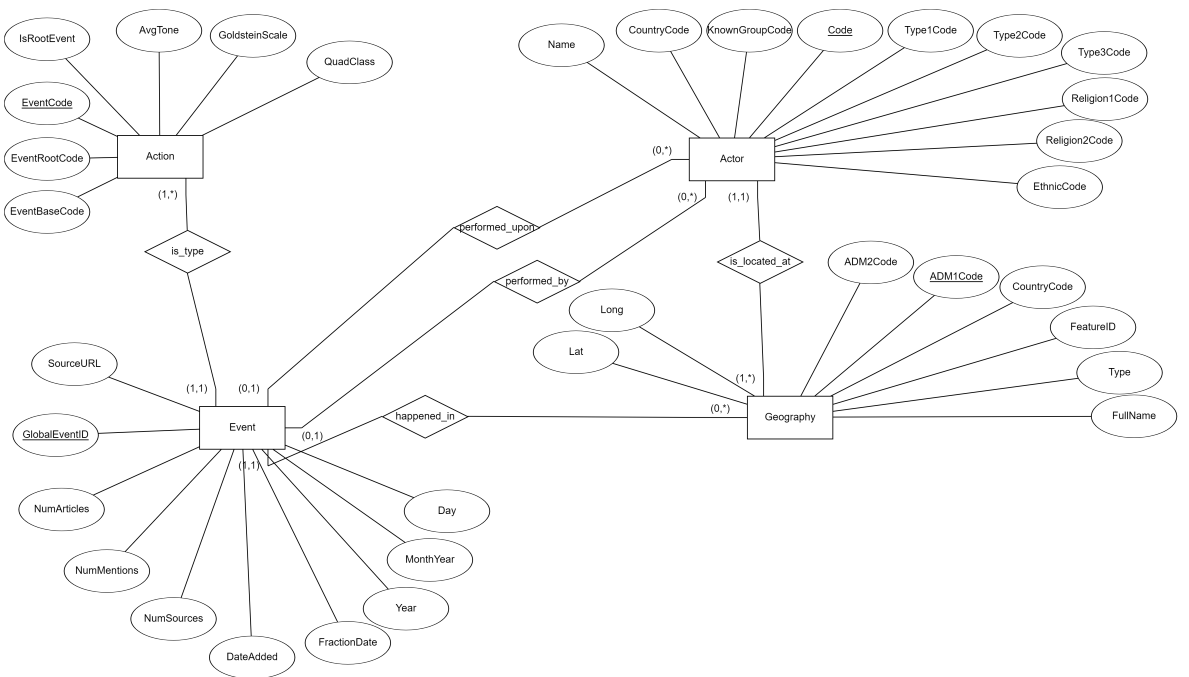 IsRootEvent
AvgTone
GoldsteinScale
QuadClass
EventCode
EventRootCode
EventBaseCode
Action
(1,*)
is_type
(1,1)
Name
CountryCode
KnownGroupCode
Code
Type1Code
Type2Code
Type3Code
Religion1Code
Religion2Code
EthnicCode
Actor
(0,*)
(0,*)
(1,1)
performed_upon
performed_by
is_located_at
ADM2Code
ADM1Code
CountryCode
FeatureID
Type
FullName
Long
Lat
(1,*)
(0,*)
Geography
happened_in
SourceURL
GlobalEventID
Event
(0,1)
(0,1)
(1,1)
NumArticles
NumMentions
NumSources
DateAdded
FractionDate
Year
MonthYear
Day